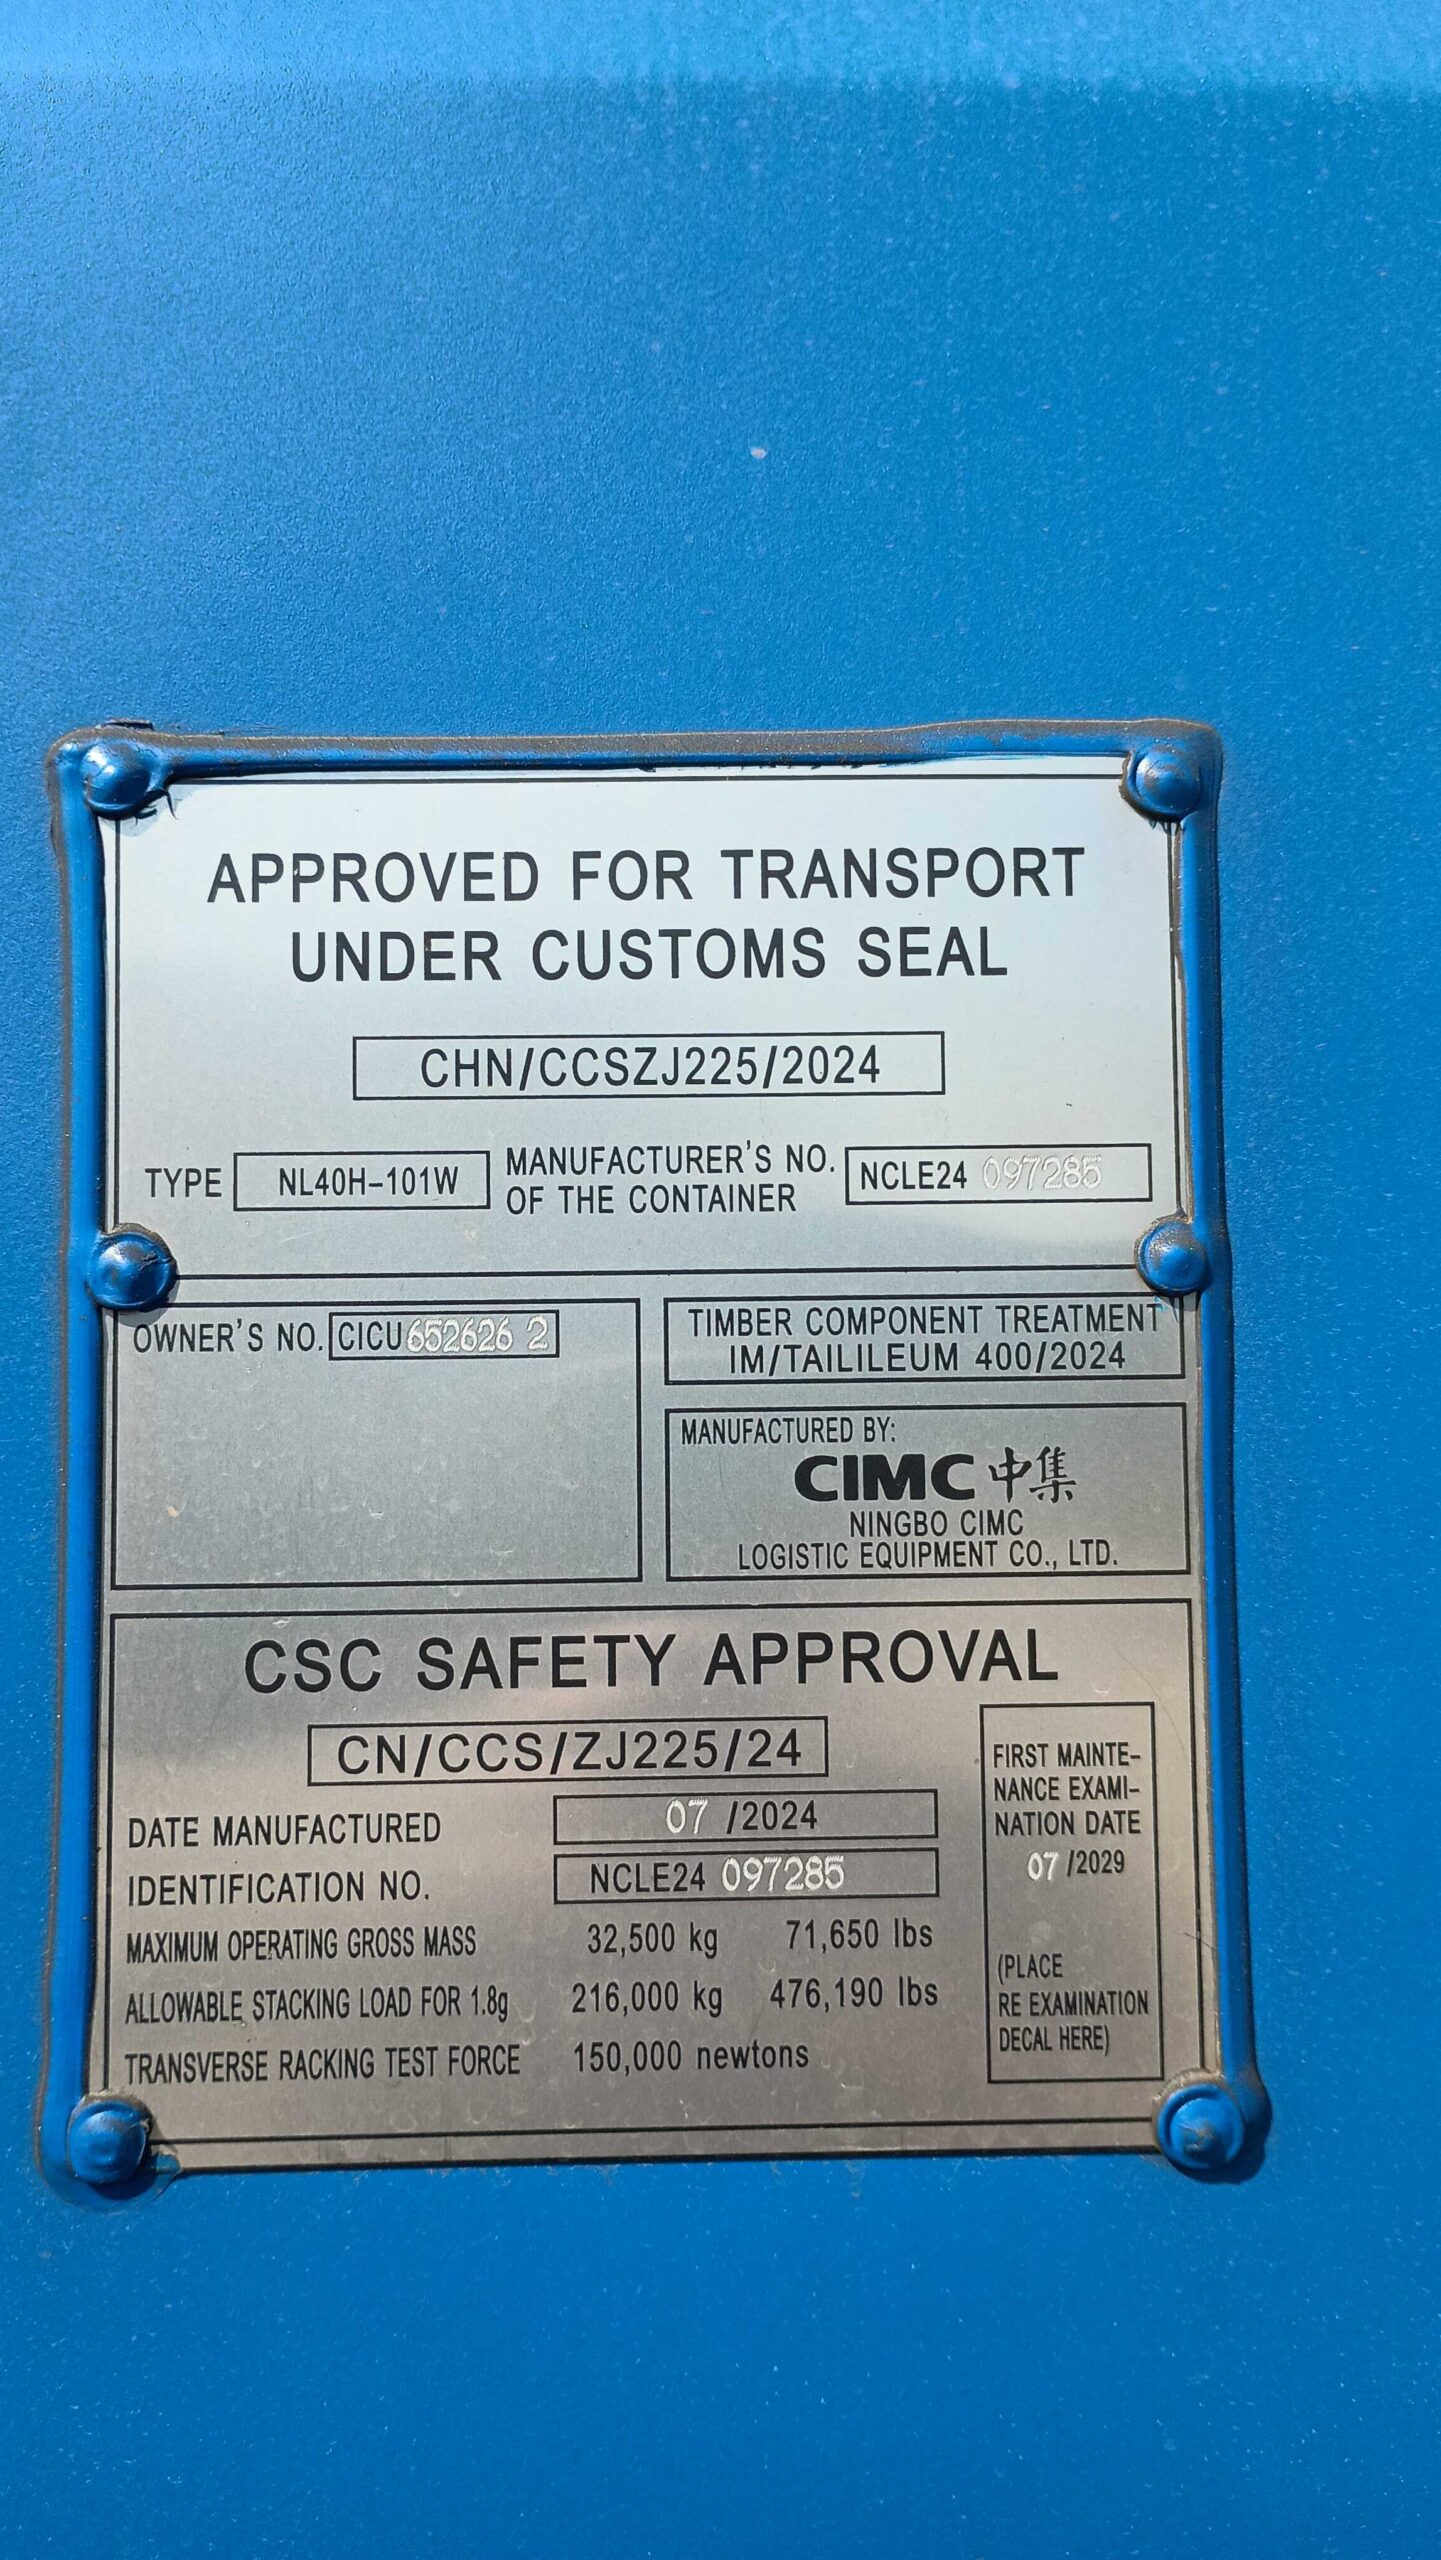 APPROVED FOR TRANSPORT
UNDER CUSTOMS SEAL
CHN/CCSZJ225/2024
TYPE NL40H-101W MANUFACTURER'S NO. OF THE CONTAINER NCLE24 097285
OWNER'S NO. CICU 652626 2
TIMBER COMPONENT TREATMENT
IM/TAILILEUM 400/2024
MANUFACTURED BY:
CIMC 中集
NINGBO CIMC
LOGISTIC EQUIPMENT CO., LTD.
CSC SAFETY APPROVAL
CN/CCS/ZJ225/24
DATE MANUFACTURED 07 /2024
IDENTIFICATION NO. NCLE24 097285
MAXIMUM OPERATING GROSS MASS 32,500 kg 71,650 lbs
ALLOWABLE STACKING LOAD FOR 1.8g 216,000 kg 476,190 lbs
TRANSVERSE RACKING TEST FORCE 150,000 newtons
FIRST MAINTE-
NANCE EXAMI-
NATION DATE
07 /2029
(PLACE
RE EXAMINATION
DECAL HERE)